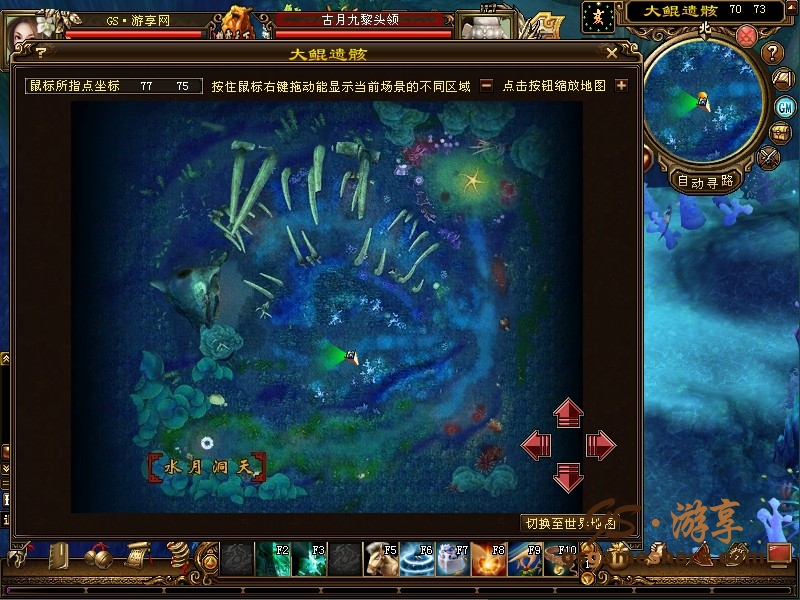 GS·游享网
古月九黎头领
亥
大鲲遗骸 70 73
北
?
大鲲遗骸
×
鼠标所指点坐标 77 75
按住鼠标右键拖动能显示当前场景的不同区域
点击按钮缩放地图
?
GM
自动寻路
水月洞天
切换至世界地图
GS·游享
F2 F3 F5 F6 F7 F8 F9 F10